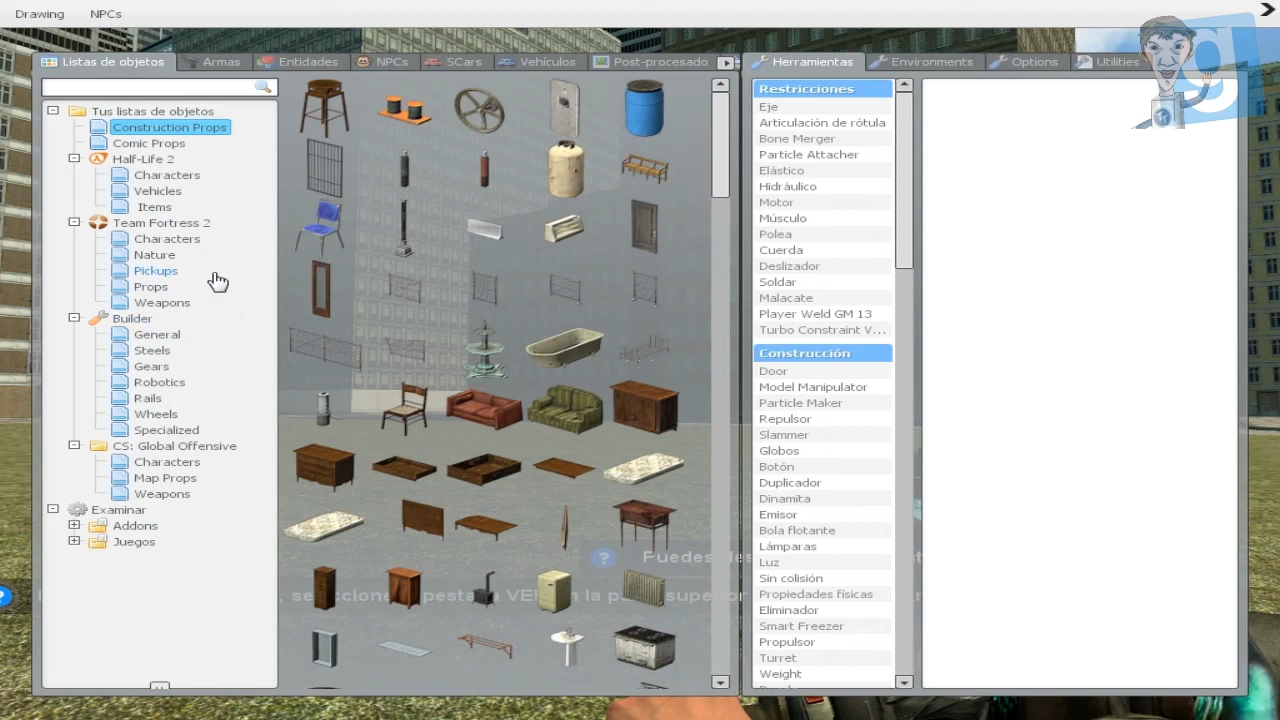 Drawing NPCs
Listas de objetos Armas Entidades NPCs SCars Vehículos Post-procesado
Herramientas Environments Options Utilities
Tus listas de objetos
Construction Props
Comic Props
Half-Life 2
Characters
Vehicles
Items
Team Fortress 2
Characters
Nature
Pickups
Props
Weapons
Builder
General
Steels
Gears
Robotics
Rails
Wheels
Specialized
CS: Global Offensive
Characters
Map Props
Weapons
Examinar
Addons
Juegos
Puedes
Restricciones
Eje
Articulación de rótula
Bone Merger
Particle Attacher
Elástico
Hidráulico
Motor
Músculo
Polea
Cuerda
Deslizador
Soldar
Malacate
Player Weld GM 13
Turbo Constraint V...
Construcción
Door
Model Manipulator
Particle Maker
Repulsor
Slammer
Globos
Botón
Duplicador
Dinamita
Emisor
Bola flotante
Lámparas
Luz
Sin colisión
Propiedades físicas
Eliminador
Smart Freezer
Propulsor
Turret
Weight